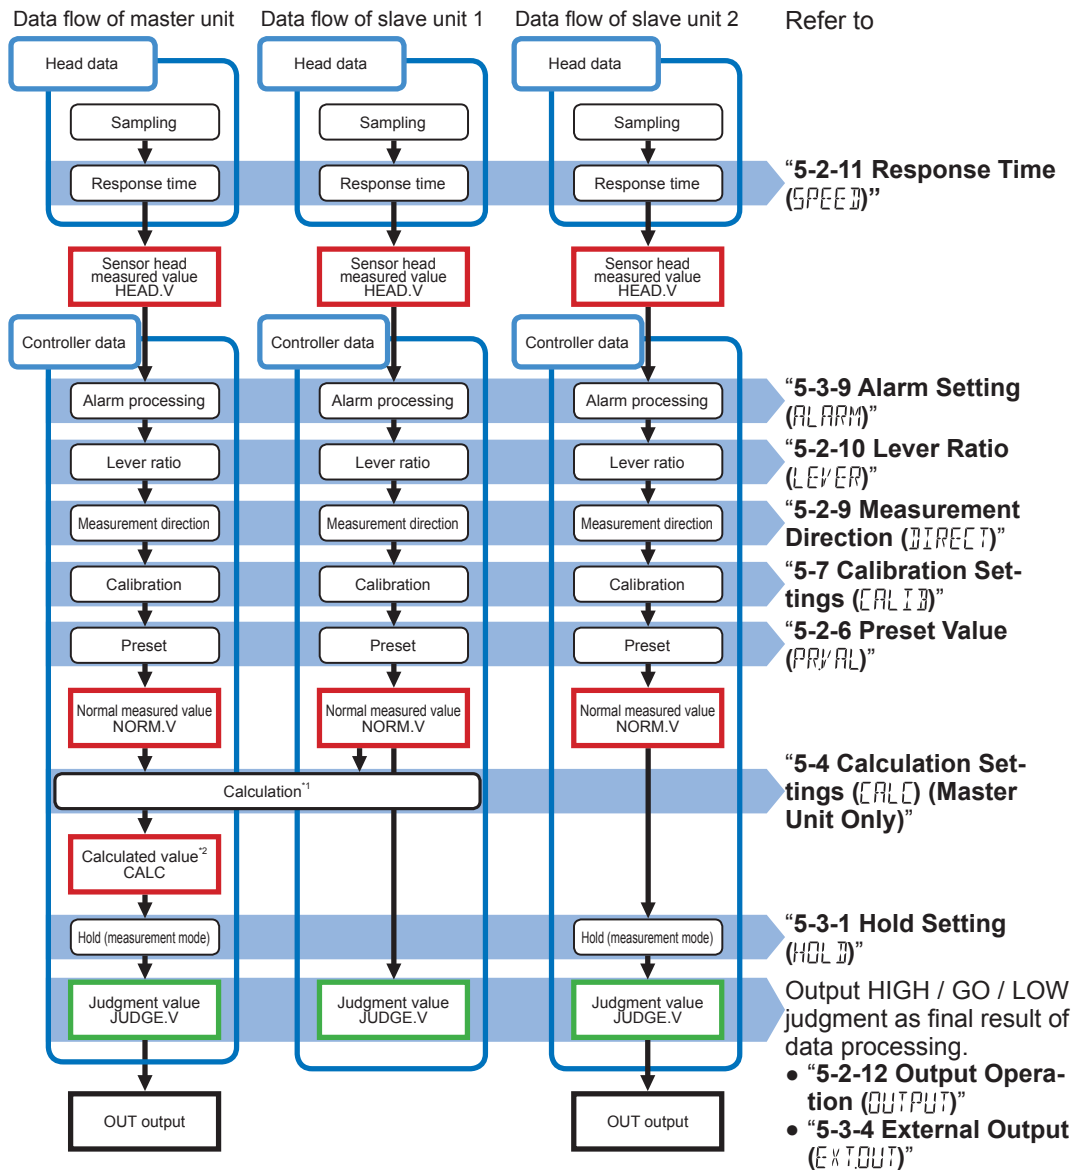 Data flow of master unit
Data flow of slave unit 1
Data flow of slave unit 2
Refer to
Head data
Head data
Head data
Sampling
Sampling
Sampling
Response time
Response time
Response time
“5-2-11 Response Time
(SPEED)”
Sensor head
measured value
HEAD.V
Sensor head
measured value
HEAD.V
Sensor head
measured value
HEAD.V
Controller data
Controller data
Controller data
Alarm processing
Alarm processing
Alarm processing
“5-3-9 Alarm Setting
(ALARM)”
Lever ratio
Lever ratio
Lever ratio
“5-2-10 Lever Ratio
(LEVER)”
Measurement direction
Measurement direction
Measurement direction
“5-2-9 Measurement
Direction (DIRECT)”
Calibration
Calibration
Calibration
“5-7 Calibration Set-
tings (CALIB)”
Preset
Preset
Preset
“5-2-6 Preset Value
(PRV.AL)”
Normal measured value
NORM.V
Normal measured value
NORM.V
Normal measured value
NORM.V
Calculation*1
“5-4 Calculation Set-
tings (CALC) (Master
Unit Only)”
Calculated value*2
CALC
Hold (measurement mode)
Hold (measurement mode)
“5-3-1 Hold Setting
(HOLD)”
Judgment value
JUDGE.V
Judgment value
JUDGE.V
Judgment value
JUDGE.V
Output HIGH / GO / LOW
judgment as final result of
data processing.
● “5-2-12 Output Opera-
tion (OUTPUT)”
● “5-3-4 External Output
(EXT.OUT)”
OUT output
OUT output